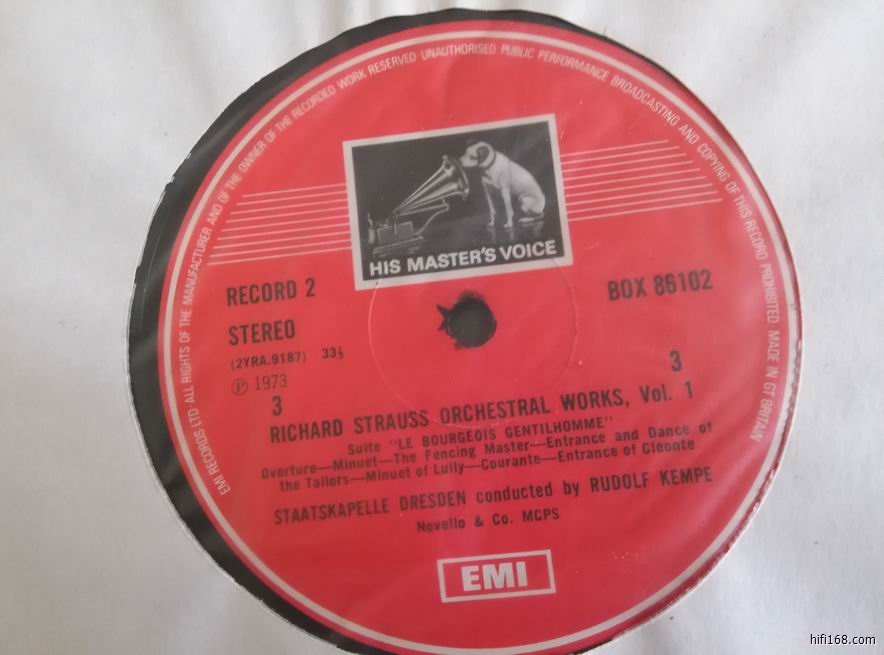 EMI RECORDS LTD ALL RIGHTS OF THE MANUFACTURER AND OF THE OWNER OF THE RECORDED WORK RESERVED UNAUTHORISED PUBLIC PERFORMANCE BROADCASTING AND COPYING OF THIS RECORD PROHIBITED MADE IN GT BRITAIN
HIS MASTER'S VOICE
RECORD 2
BOX 86102
STEREO
(2YRA.9187) 33⅓
℗ 1973
3
3
RICHARD STRAUSS ORCHESTRAL WORKS, Vol. 1
Suite "LE BOURGEOIS GENTILHOMME"
Overture—Minuet—The Fencing Master—Entrance and Dance of
the Tailors—Minuet of Lully—Courante—Entrance of Cleonte
STAATSKAPELLE DRESDEN conducted by RUDOLF KEMPE
Novello & Co. MCPS
EMI
hifi168.com